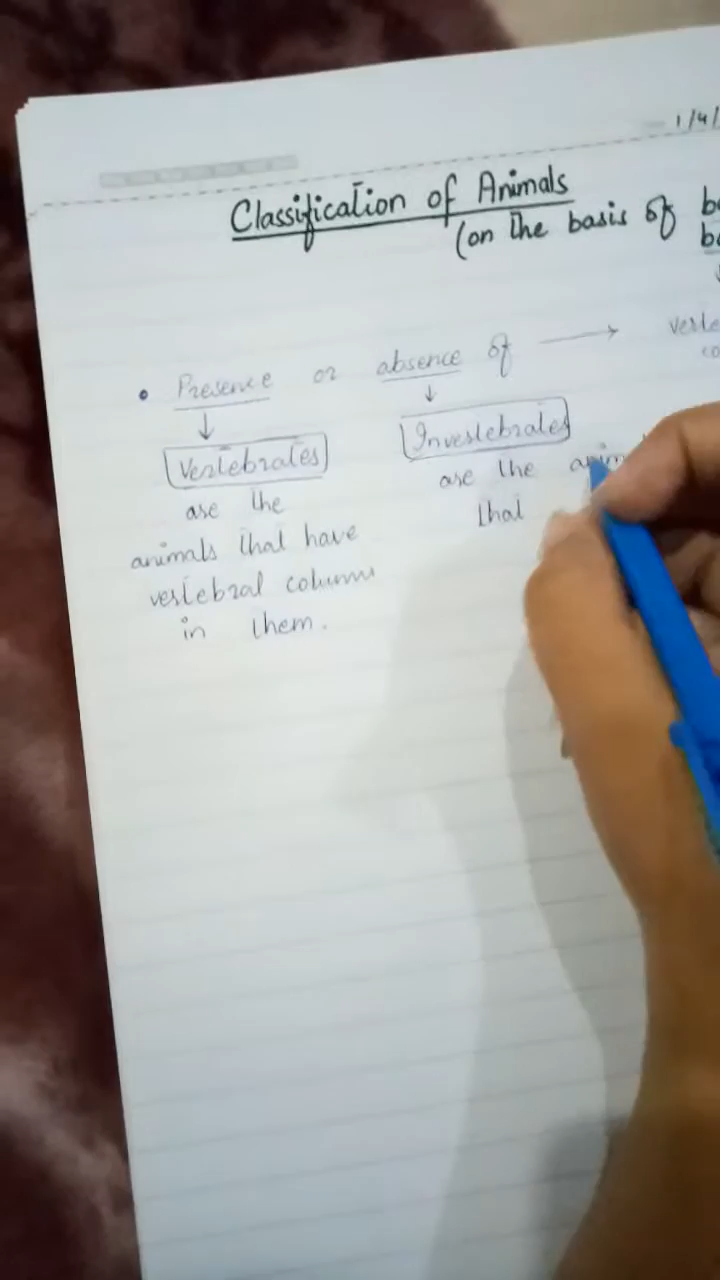 1/4/
Classification of Animals
(on the basis of
• Presence or absence of → 
↓ ↓
Vertebrates Investebrates
are the are the
animals that have that
vertebral column
in them.